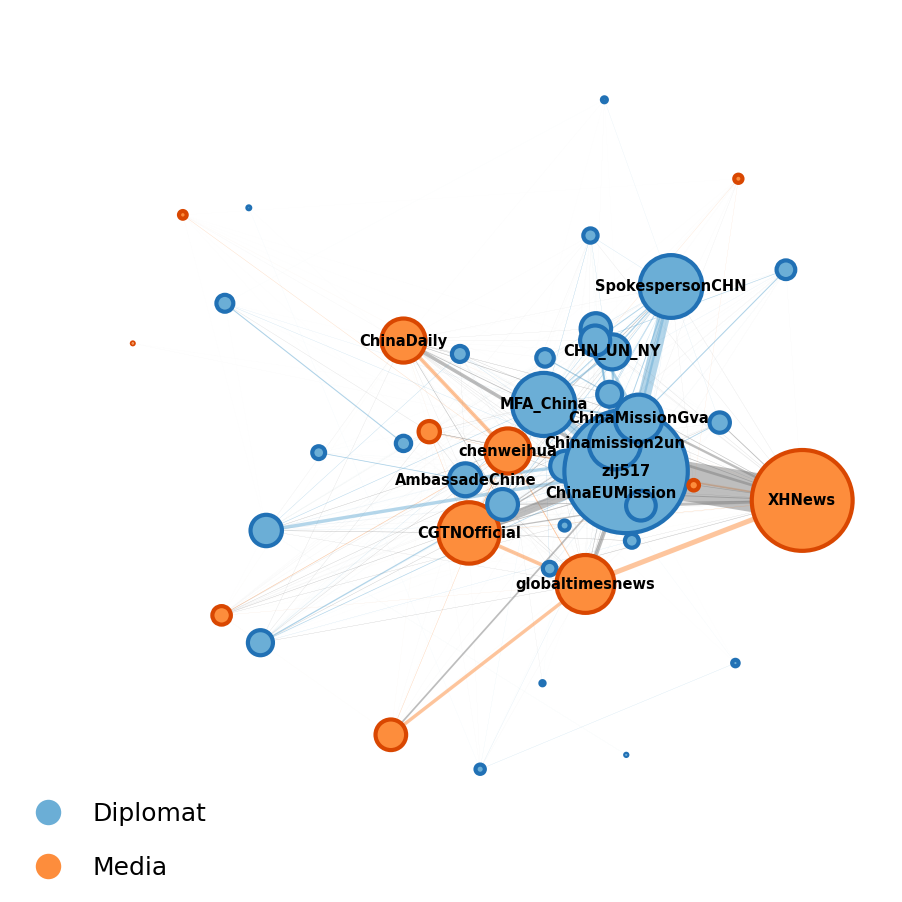 SpokespersonCHN
ChinaDaily
CHN_UN_NY
MFA_China
ChinaMissionGva
Chinamission2un
chenweihua
zlj517
AmbassadeChine
ChinaEUMission
XHNews
CGTNOfficial
globaltimesnews
Diplomat
Media